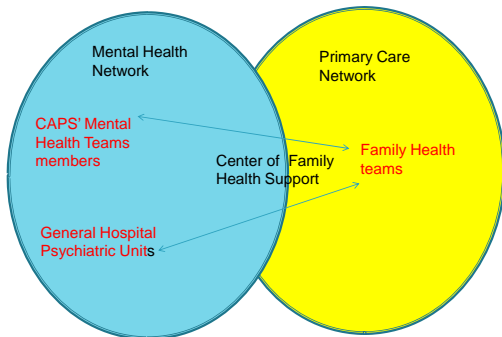 Mental Health
Network
Primary Care
Network
CAPS' Mental
Health Teams
members
Center of Family
Health Support
Family Health
teams
General Hospital
Psychiatric Units